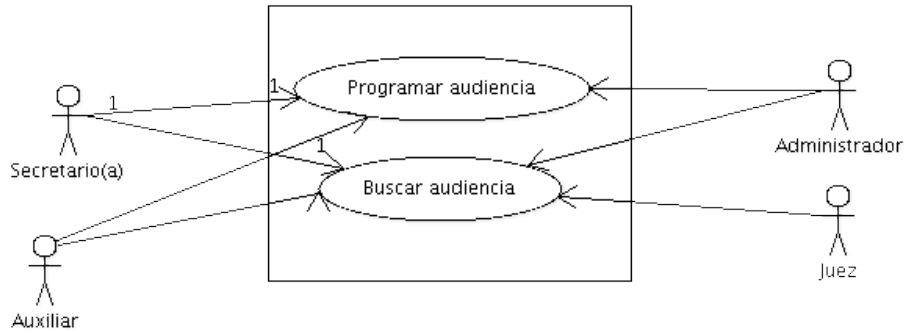 Programar audiencia
1
1
Secretario(a)
Administrador
1
Buscar audiencia
Juez
Auxiliar